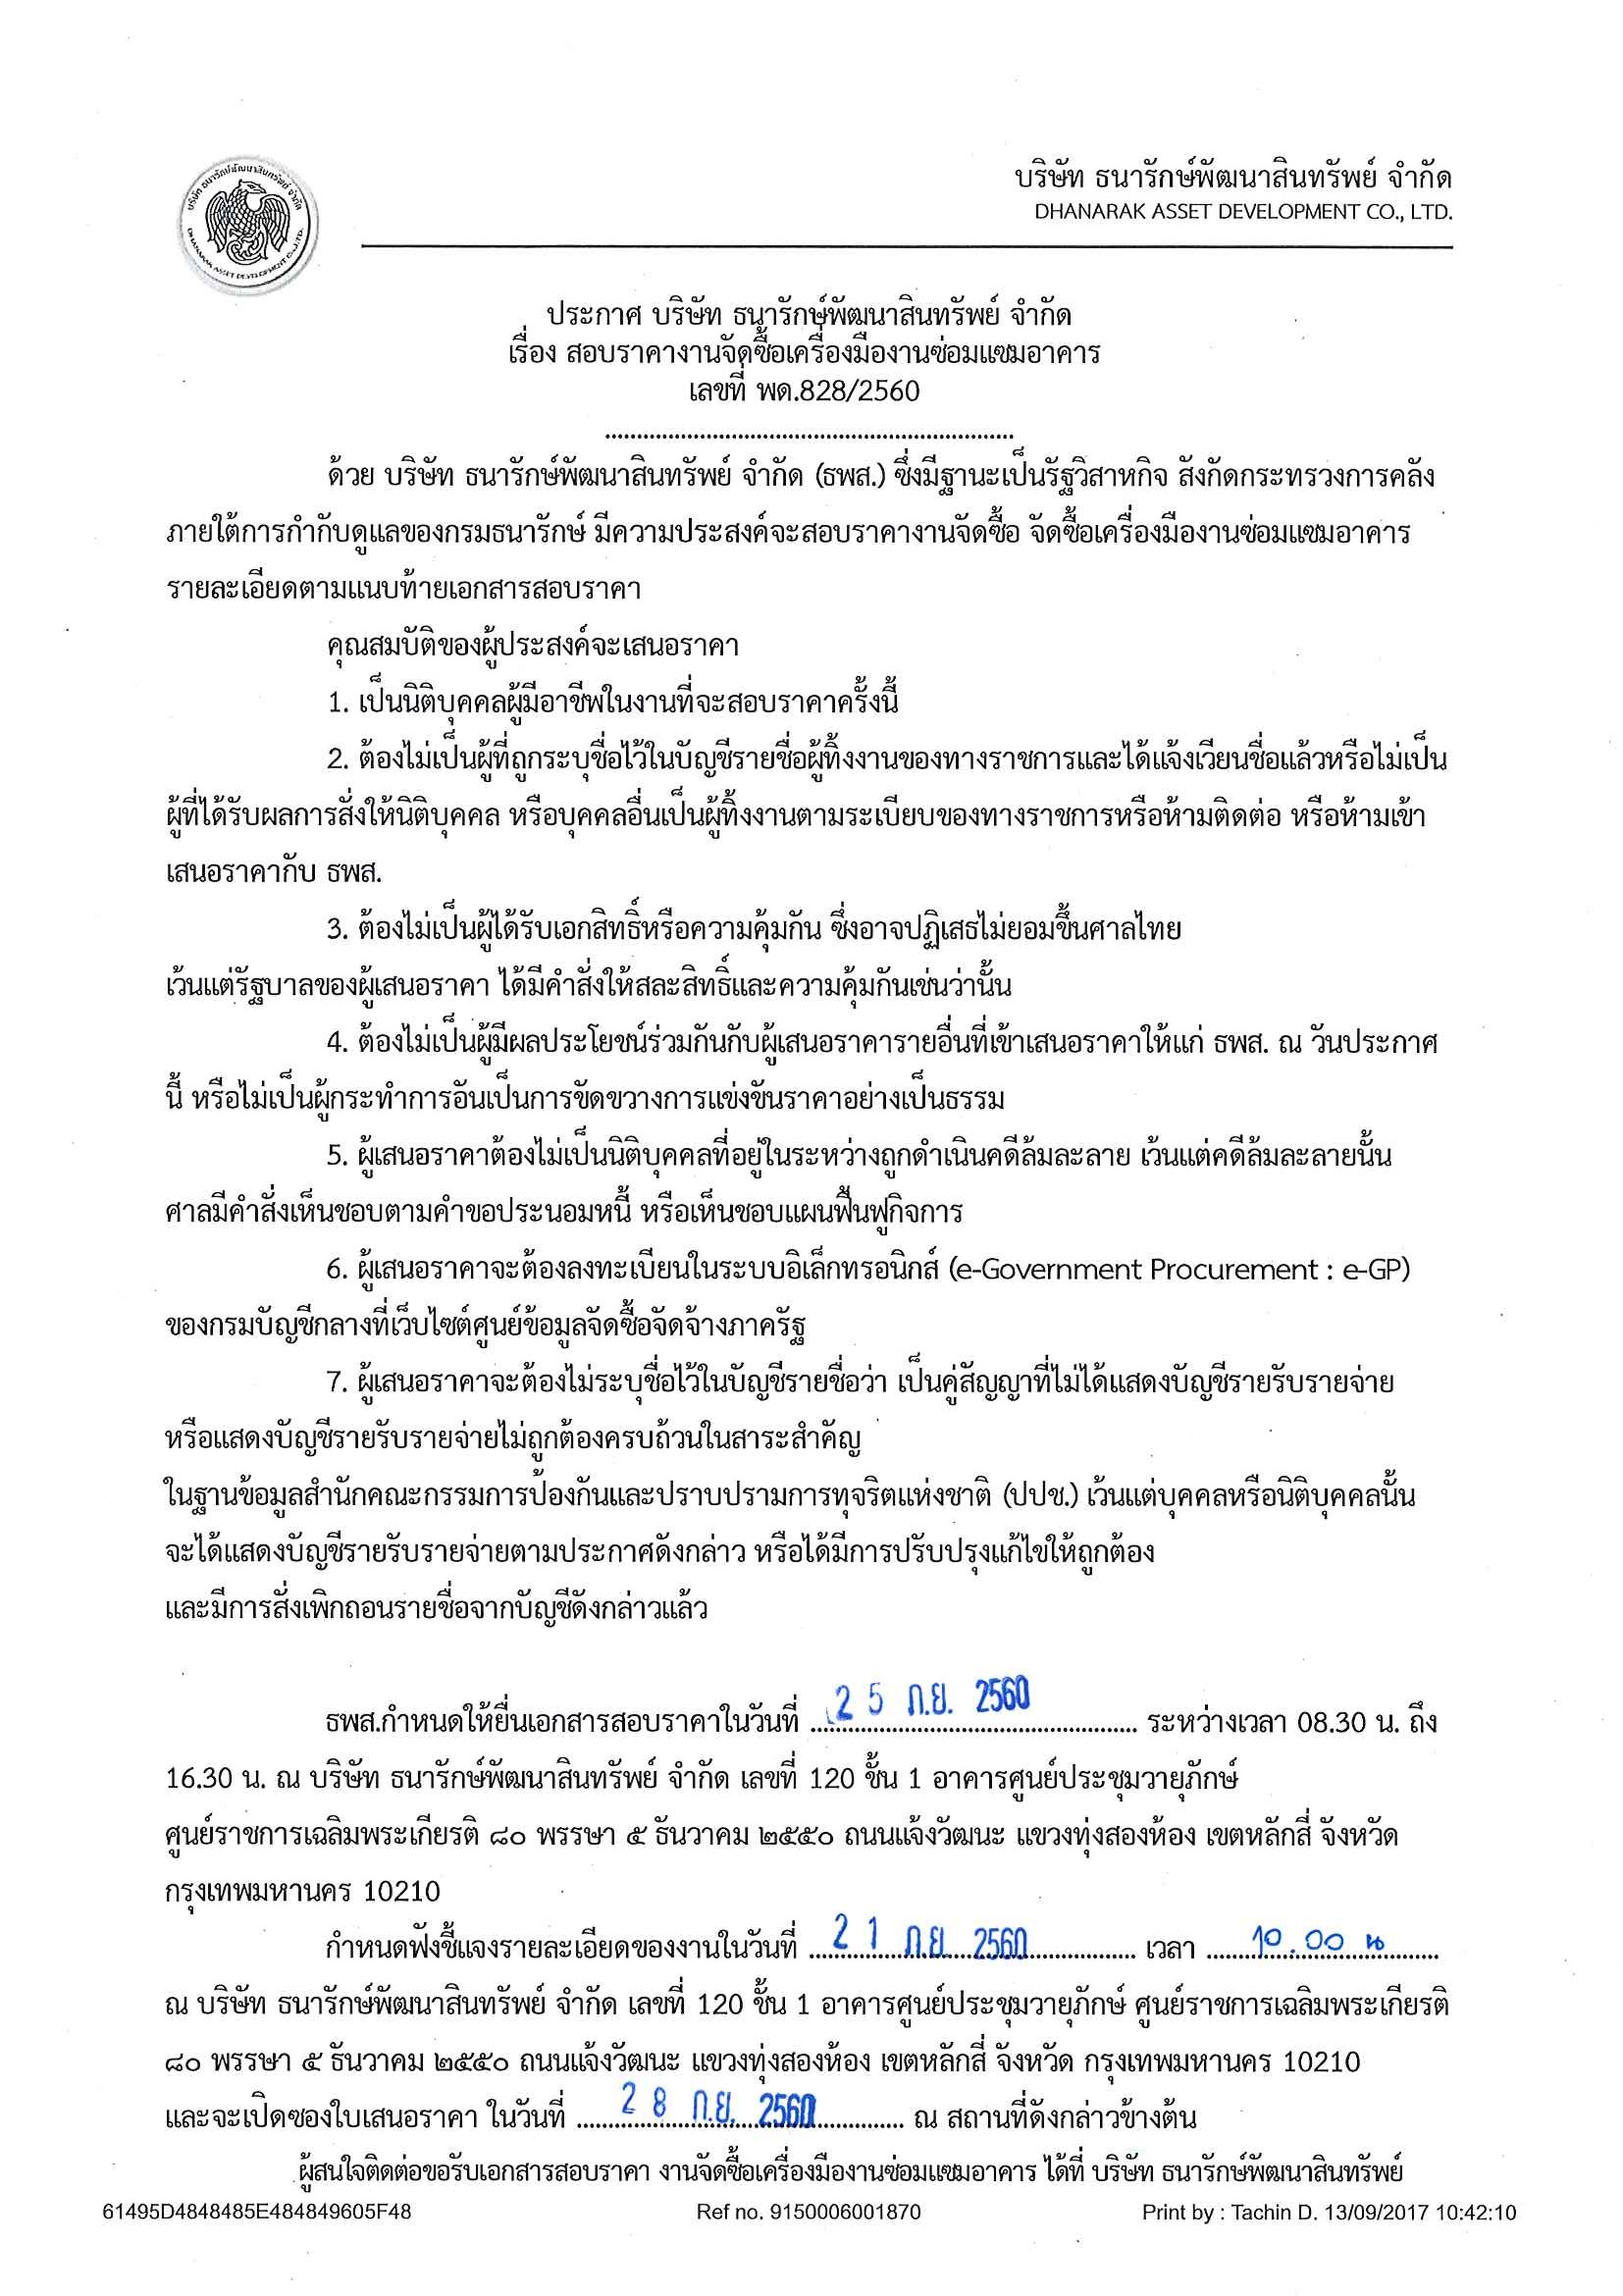 บริษัท ธนารักษ์พัฒนาสินทรัพย์ จำกัด
DHANARAK ASSET DEVELOPMENT CO., LTD.
บริษัท ธนารักษ์พัฒนาสินทรัพย์ จำกัด
DHANARAK ASSET DEVELOPMENT CO., LTD.
ประกาศ บริษัท ธนารักษ์พัฒนาสินทรัพย์ จำกัด
เรื่อง สอบราคางานจัดซื้อเครื่องมืองานซ่อมแซมอาคาร
เลขที่ พด.828/2560
ด้วย บริษัท ธนารักษ์พัฒนาสินทรัพย์ จำกัด (ธพส.) ซึ่งมีฐานะเป็นรัฐวิสาหกิจ สังกัดกระทรวงการคลัง
ภายใต้การกำกับดูแลของกรมธนารักษ์ มีความประสงค์จะสอบราคางานจัดซื้อ จัดซื้อเครื่องมืองานซ่อมแซมอาคาร
รายละเอียดตามแนบท้ายเอกสารสอบราคา
คุณสมบัติของผู้ประสงค์จะเสนอราคา
1. เป็นนิติบุคคลผู้มีอาชีพในงานที่จะสอบราคาครั้งนี้
2. ต้องไม่เป็นผู้ที่ถูกระบุชื่อไว้ในบัญชีรายชื่อผู้ทิ้งงานของทางราชการและได้แจ้งเวียนชื่อแล้วหรือไม่เป็น
ผู้ที่ได้รับผลการสั่งให้นิติบุคคล หรือบุคคลอื่นเป็นผู้ทิ้งงานตามระเบียบของทางราชการหรือห้ามติดต่อ หรือห้ามเข้า
เสนอราคากับ ธพส.
3. ต้องไม่เป็นผู้ได้รับเอกสิทธิ์หรือความคุ้มกัน ซึ่งอาจปฏิเสธไม่ยอมขึ้นศาลไทย
เว้นแต่รัฐบาลของผู้เสนอราคา ได้มีคำสั่งให้สละสิทธิ์และความคุ้มกันเช่นว่านั้น
4. ต้องไม่เป็นผู้มีผลประโยชน์ร่วมกันกับผู้เสนอราคารายอื่นที่เข้าเสนอราคาให้แก่ ธพส. ณ วันประกาศ
นี้ หรือไม่เป็นผู้กระทำการอันเป็นการขัดขวางการแข่งขันราคาอย่างเป็นธรรม
5. ผู้เสนอราคาต้องไม่เป็นนิติบุคคลที่อยู่ในระหว่างถูกดำเนินคดีล้มละลาย เว้นแต่คดีล้มละลายนั้น
ศาลมีคำสั่งเห็นชอบตามคำขอประนอมหนี้ หรือเห็นชอบแผนฟื้นฟูกิจการ
6. ผู้เสนอราคาจะต้องลงทะเบียนในระบบอิเล็กทรอนิกส์ (e-Government Procurement : e-GP)
ของกรมบัญชีกลางที่เว็บไซต์ศูนย์ข้อมูลจัดซื้อจัดจ้างภาครัฐ
7. ผู้เสนอราคาจะต้องไม่ระบุชื่อไว้ในบัญชีรายชื่อว่า เป็นคู่สัญญาที่ไม่ได้แสดงบัญชีรายรับรายจ่าย
หรือแสดงบัญชีรายรับรายจ่ายไม่ถูกต้องครบถ้วนในสาระสำคัญ
ในฐานข้อมูลสำนักคณะกรรมการป้องกันและปราบปรามการทุจริตแห่งชาติ (ปปช.) เว้นแต่บุคคลหรือนิติบุคคลนั้น
จะได้แสดงบัญชีรายรับรายจ่ายตามประกาศดังกล่าว หรือได้มีการปรับปรุงแก้ไขให้ถูกต้อง
และมีการสั่งเพิกถอนรายชื่อจากบัญชีดังกล่าวแล้ว
ธพส.กำหนดให้ยื่นเอกสารสอบราคาในวันที่ 25 ก.ย. 2560 ระหว่างเวลา 08.30 น. ถึง
16.30 น. ณ บริษัท ธนารักษ์พัฒนาสินทรัพย์ จำกัด เลขที่ 120 ชั้น 1 อาคารศูนย์ประชุมวายุภักษ์
ศูนย์ราชการเฉลิมพระเกียรติ ๘๐ พรรษา ๕ ธันวาคม ๒๕๕๐ ถนนแจ้งวัฒนะ แขวงทุ่งสองห้อง เขตหลักสี่ จังหวัด
กรุงเทพมหานคร 10210
กำหนดฟังชี้แจงรายละเอียดของงานในวันที่ 21 ก.ย. 2560 เวลา 10.00 น
ณ บริษัท ธนารักษ์พัฒนาสินทรัพย์ จำกัด เลขที่ 120 ชั้น 1 อาคารศูนย์ประชุมวายุภักษ์ ศูนย์ราชการเฉลิมพระเกียรติ
๘๐ พรรษา ๕ ธันวาคม ๒๕๕๐ ถนนแจ้งวัฒนะ แขวงทุ่งสองห้อง เขตหลักสี่ จังหวัด กรุงเทพมหานคร 10210
และจะเปิดซองใบเสนอราคา ในวันที่ 28 ก.ย. 2560 ณ สถานที่ดังกล่าวข้างต้น
ผู้สนใจติดต่อขอรับเอกสารสอบราคา งานจัดซื้อเครื่องมืองานซ่อมแซมอาคาร ได้ที่ บริษัท ธนารักษ์พัฒนาสินทรัพย์
61495D4848485E484849605F48 Ref no. 9150006001870 Print by : Tachin D. 13/09/2017 10:42:10